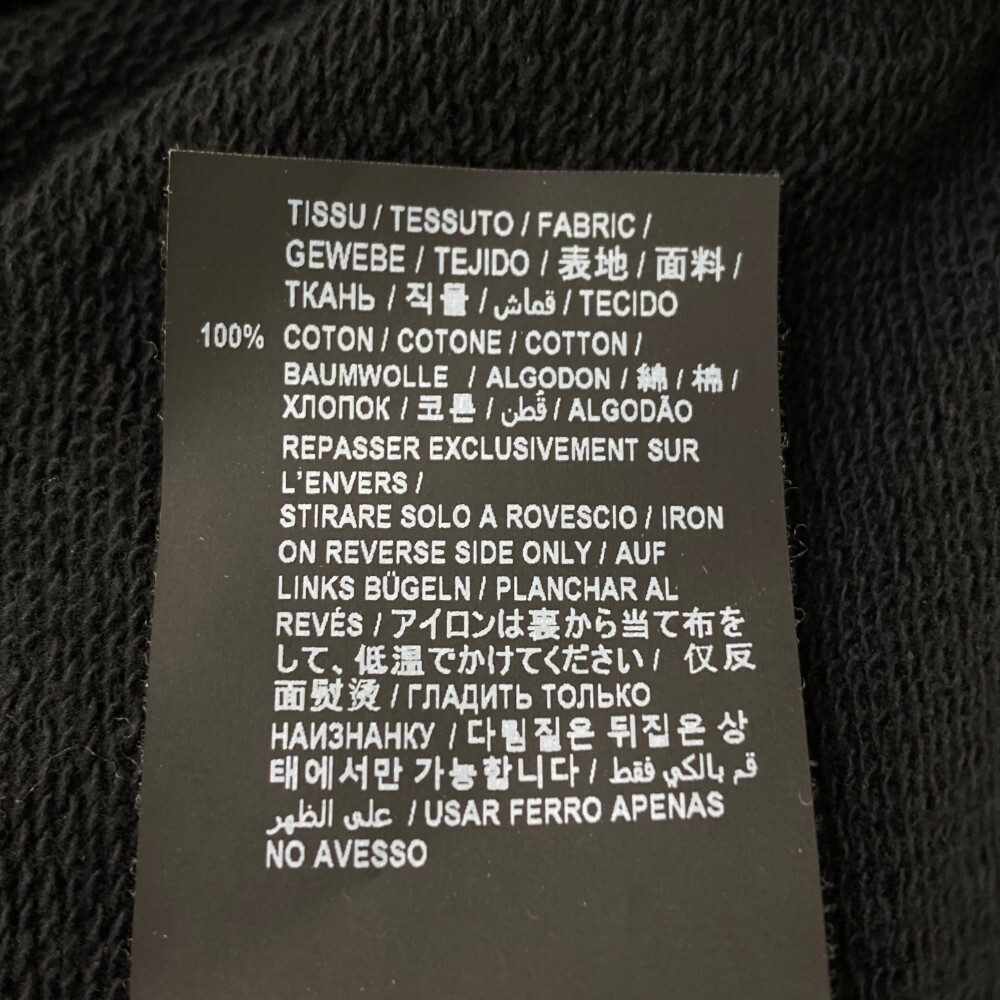 TISSU / TESSUTO / FABRIC /
GEWEBE / TEJIDO / 表地 / 面料 /
ТКАНЬ / 직물 / قماش / TECIDO
100% COTON / COTONE / COTTON /
BAUMWOLLE / ALGODON / 綿 / 棉 /
ХЛОПОК / 코튼 / قُطن / ALGODÃO
REPASSER EXCLUSIVEMENT SUR
L'ENVERS /
STIRARE SOLO A ROVESCIO / IRON
ON REVERSE SIDE ONLY / AUF
LINKS BÜGELN / PLANCHAR AL
REVÉS / アイロンは裏から当て布を
して、低温でかけてください / 仅反
面熨烫 / ГЛАДИТЬ ТОЛЬКО
НАИЗНАНКУ / 다림질은 뒤집은 상
태에서만 가능합니다 / قم بالكي فقط
على الظهر / USAR FERRO APENAS
NO AVESSO